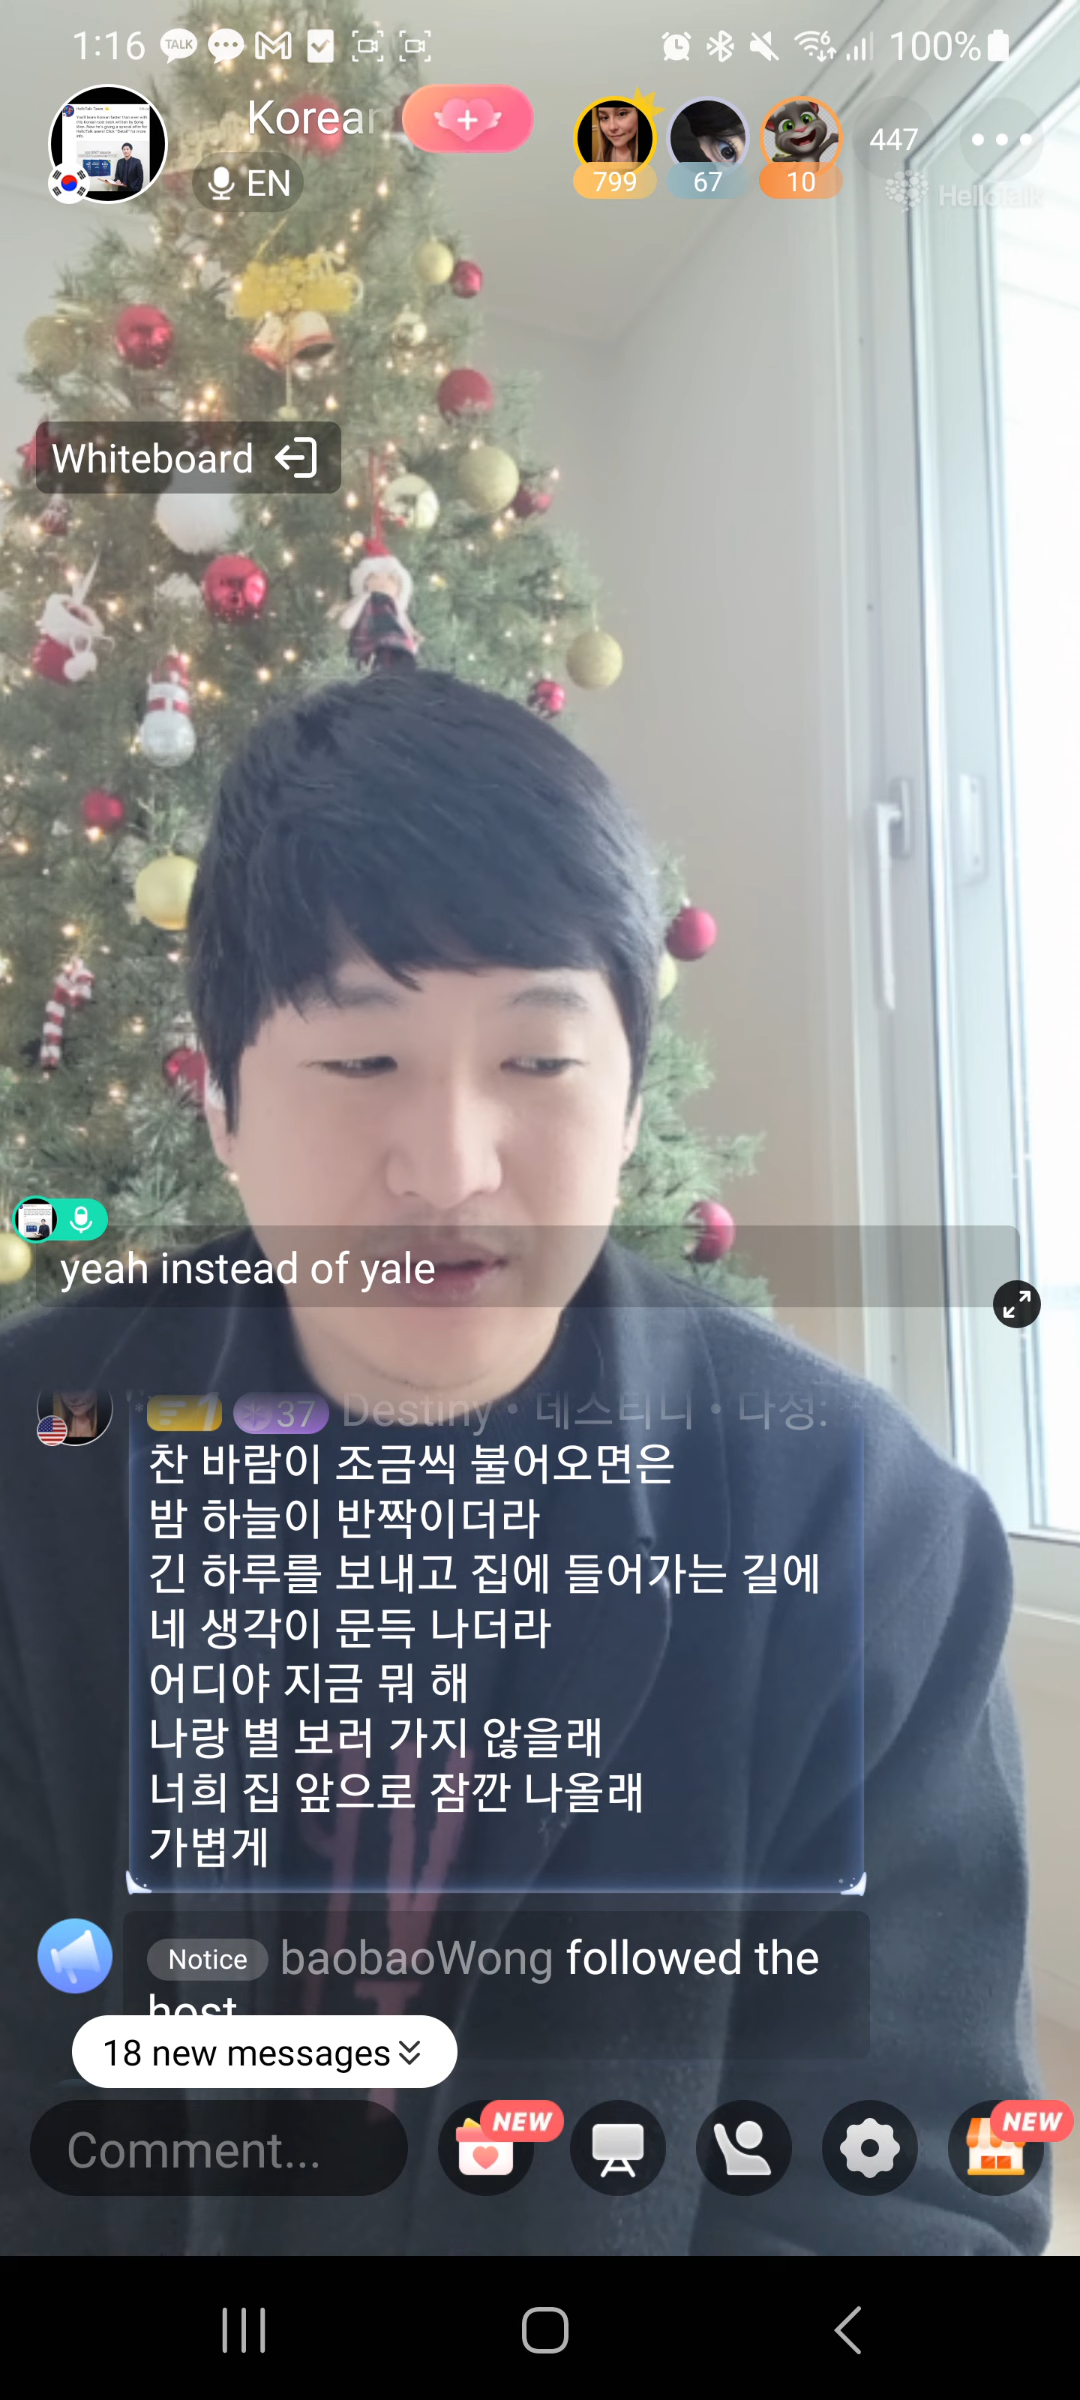 1:16
TALK
100%
Korean
EN
799
67
10
447
HelloTalk
Whiteboard
yeah instead of yale
1
37
Destiny • 데스티니 • 다정:
찬 바람이 조금씩 불어오면은
밤 하늘이 반짝이더라
긴 하루를 보내고 집에 들어가는 길에
네 생각이 문득 나더라
어디야 지금 뭐 해
나랑 별 보러 가지 않을래
너희 집 앞으로 잠깐 나올래
가볍게
Notice baobaoWong followed the
host
18 new messages
Comment...
NEW
NEW